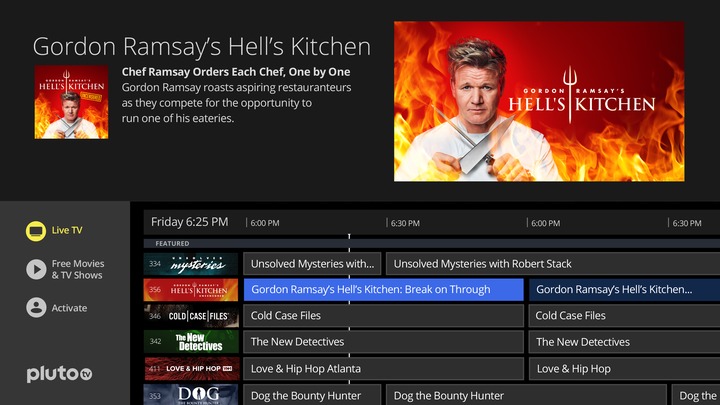 Gordon Ramsay's Hell's Kitchen
Chef Ramsay Orders Each Chef, One by One
Gordon Ramsay roasts aspiring restauranteurs
as they compete for the opportunity to
run one of his eateries.
GORDON RAMSAY'S
HELL'S KITCHEN
GORDON RAMSAY'S
HELL'S KITCHEN
Live TV
Free Movies
& TV Shows
Activate
pluto tv
Friday 6:25 PM
6:00 PM
6:30 PM
6:00 PM
6:30 PM
FEATURED
334
UNSOLVED
mysteries
Unsolved Mysteries with...
Unsolved Mysteries with Robert Stack
356
HELL'S KITCHEN
Gordon Ramsay's Hell's Kitchen: Break on Through
Gordon Ramsay's Hell's Kitchen...
346
COLD CASE FILES
Cold Case Files
Cold Case Files
342
The New
Detectives
The New Detectives
The New Detectives
411
LOVE & HIP HOP
Love & Hip Hop Atlanta
Love & Hip Hop
353
DOG
Dog the Bounty Hunter
Dog the Bounty Hunter
Dog the